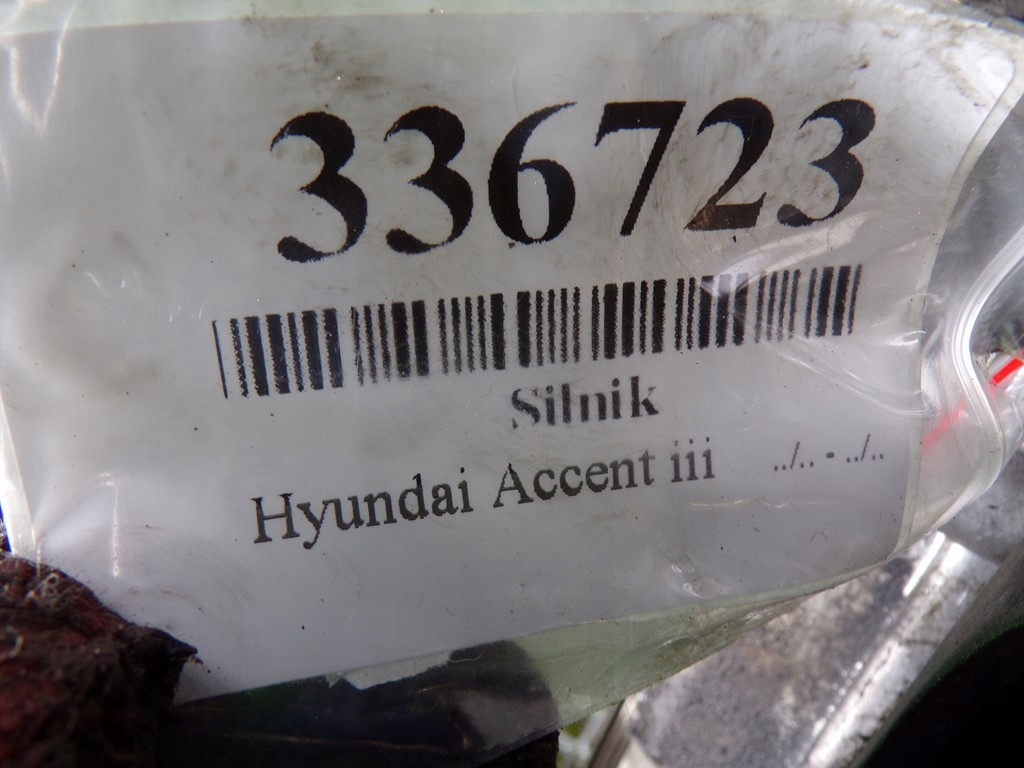 336723
Silnik
Hyundai Accent iii ../.. - ../..